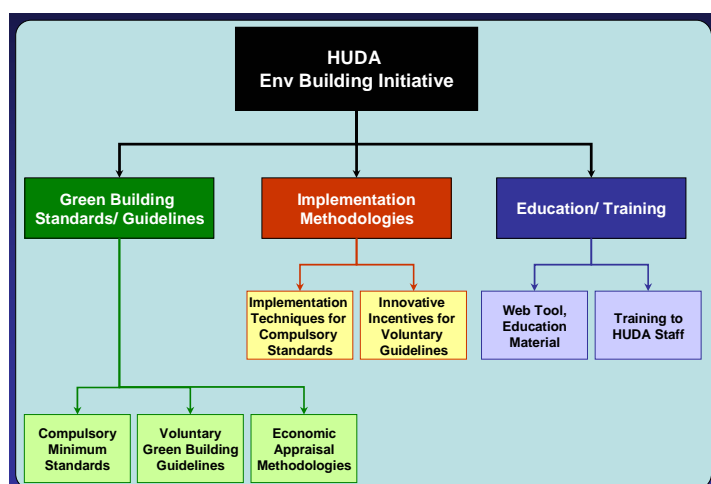 HUDA
Env Building Initiative
Green Building
Standards/ Guidelines
Implementation
Methodologies
Education/ Training
Implementation
Techniques for
Compulsory
Standards
Innovative
Incentives for
Voluntary
Guidelines
Web Tool,
Education
Material
Training to
HUDA Staff
Compulsory
Minimum
Standards
Voluntary
Green Building
Guidelines
Economic
Appraisal
Methodologies